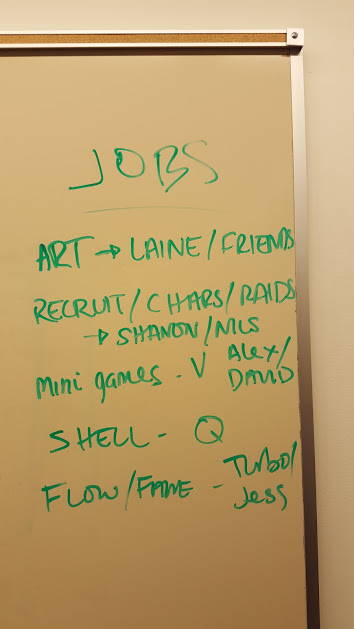 JOBS
ART → LAINE/FRIENDS
RECRUIT/CHARS/RAIDS
→ SHANON/NILS
Mini games - V Alex/
DAVID
SHELL - Q
FLOW/FAME - Turbo/
Jess